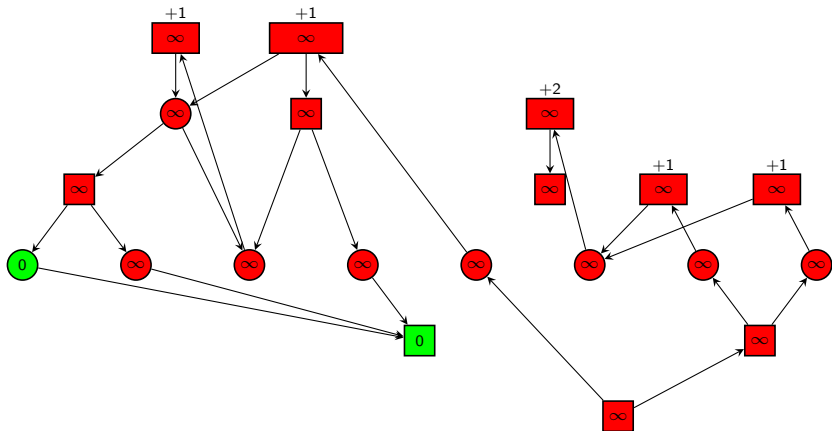 +1 +1
∞ ∞
+2
∞ ∞ ∞
+1 +1
∞ ∞ ∞ ∞
0 ∞ ∞ ∞ ∞ ∞ ∞ ∞
0 ∞
∞